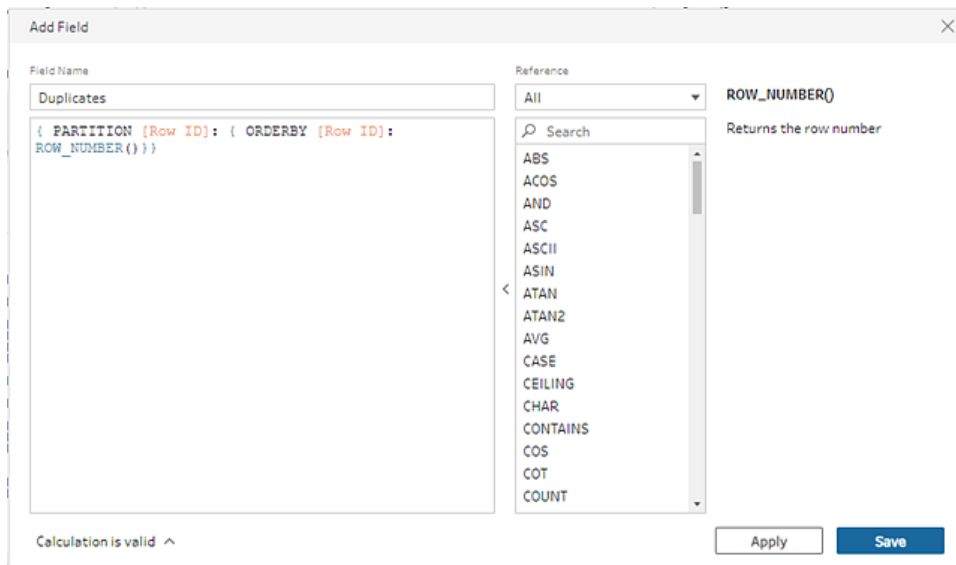 Add Field
Field Name
Duplicates
{ PARTITION [Row ID]: { ORDERBY [Row ID]:
ROW_NUMBER()}}
Reference
All
Search
ABS
ACOS
AND
ASC
ASCII
ASIN
ATAN
ATAN2
AVG
CASE
CEILING
CHAR
CONTAINS
COS
COT
COUNT
ROW_NUMBER()
Returns the row number
Calculation is valid
Apply
Save